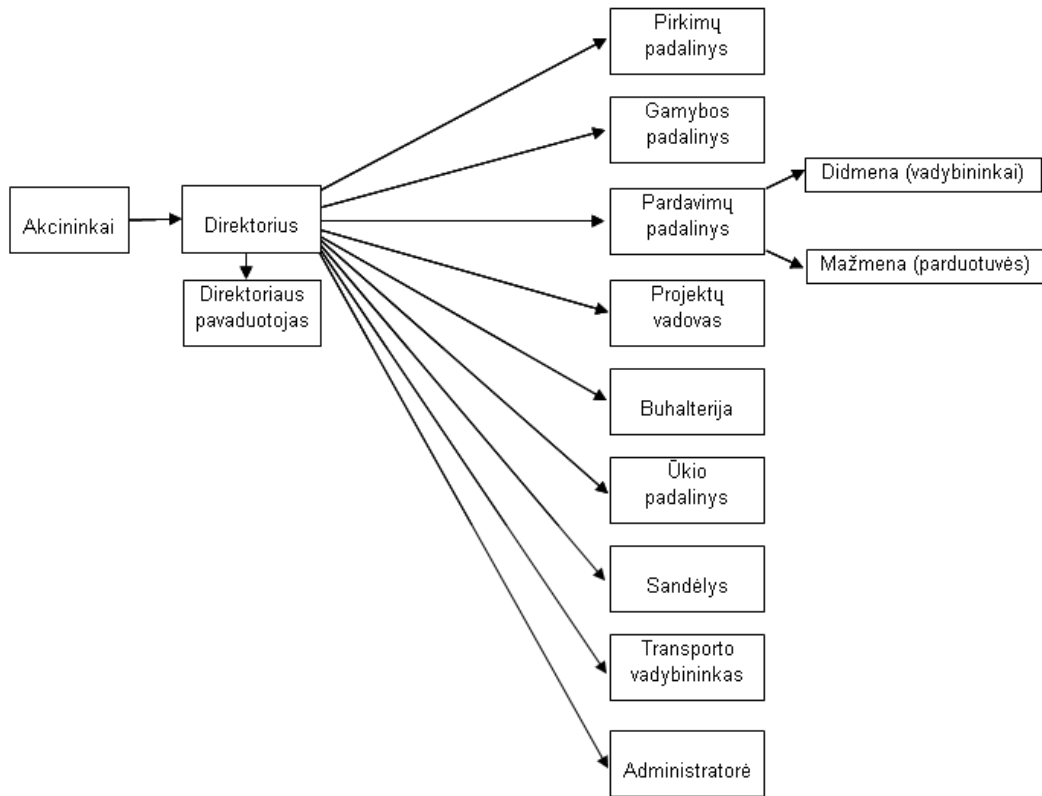 Akcininkai
Direktorius
Direktoriaus
pavaduotojas
Pirkimų
padalinys
Gamybos
padalinys
Pardavimų
padalinys
Didmena (vadybininkai)
Mažmena (parduotuvės)
Projektų
vadovas
Buhalterija
Ūkio
padalinys
Sandėlys
Transporto
vadybininkas
Administratorė